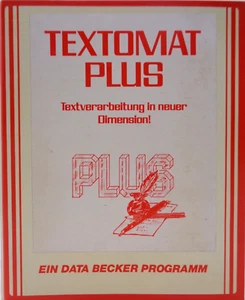 TEXTOMAT
PLUS
Textverarbeitung in neuer
Dimension!
PLUS
EIN DATA BECKER PROGRAMM